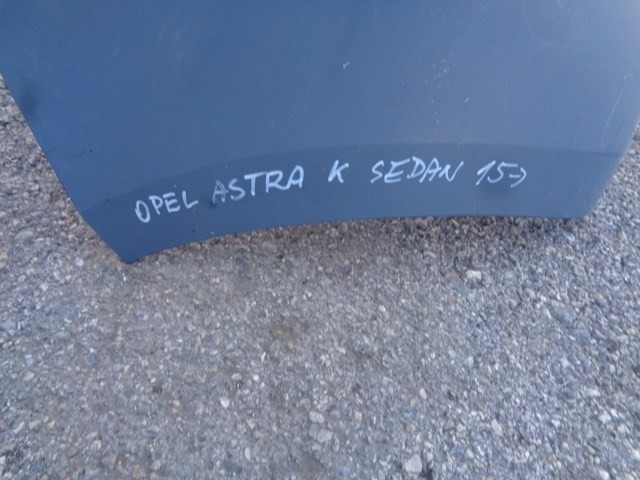 OPEL ASTRA K SEDAN 15→